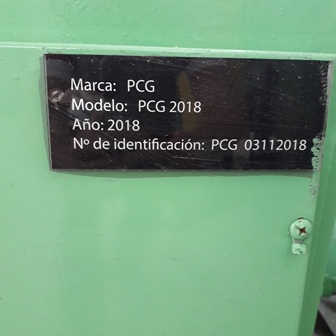 Marca: PCG
Modelo: PCG 2018
Año: 2018
Nº de identificación: PCG 03112018